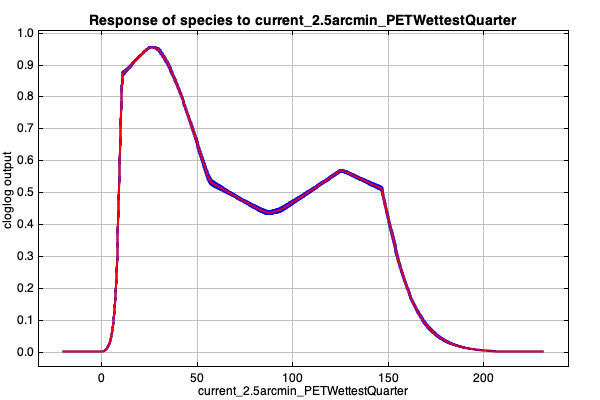 Response of species to current_2.5arcmin_PETWettestQuarter
1.0
0.9
0.8
0.7
0.6
0.5
0.4
0.3
0.2
0.1
0.0
cloglog output
0 50 100 150 200
current_2.5arcmin_PETWettestQuarter